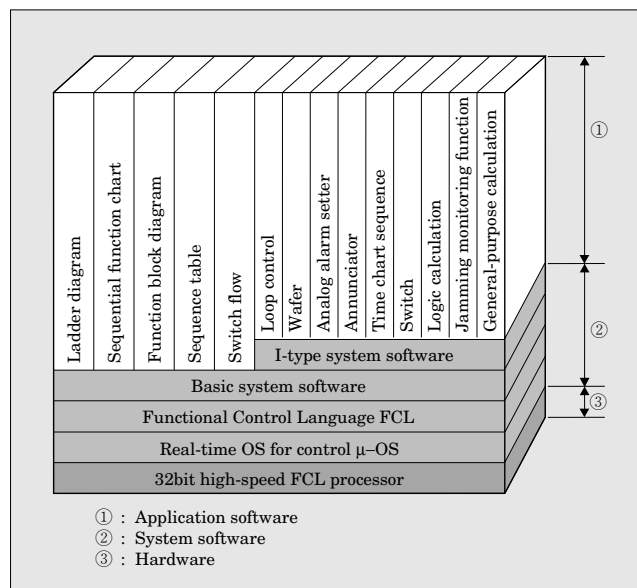 Ladder diagram
Sequential function chart
Function block diagram
Sequence table
Switch flow
Loop control
Wafer
Analog alarm setter
Annunciator
Time chart sequence
Switch
Logic calculation
Jamming monitoring function
General-purpose calculation
I-type system software
Basic system software
Functional Control Language FCL
Real-time OS for control μ–OS
32bit high-speed FCL processor
①
②
③
① : Application software
② : System software
③ : Hardware